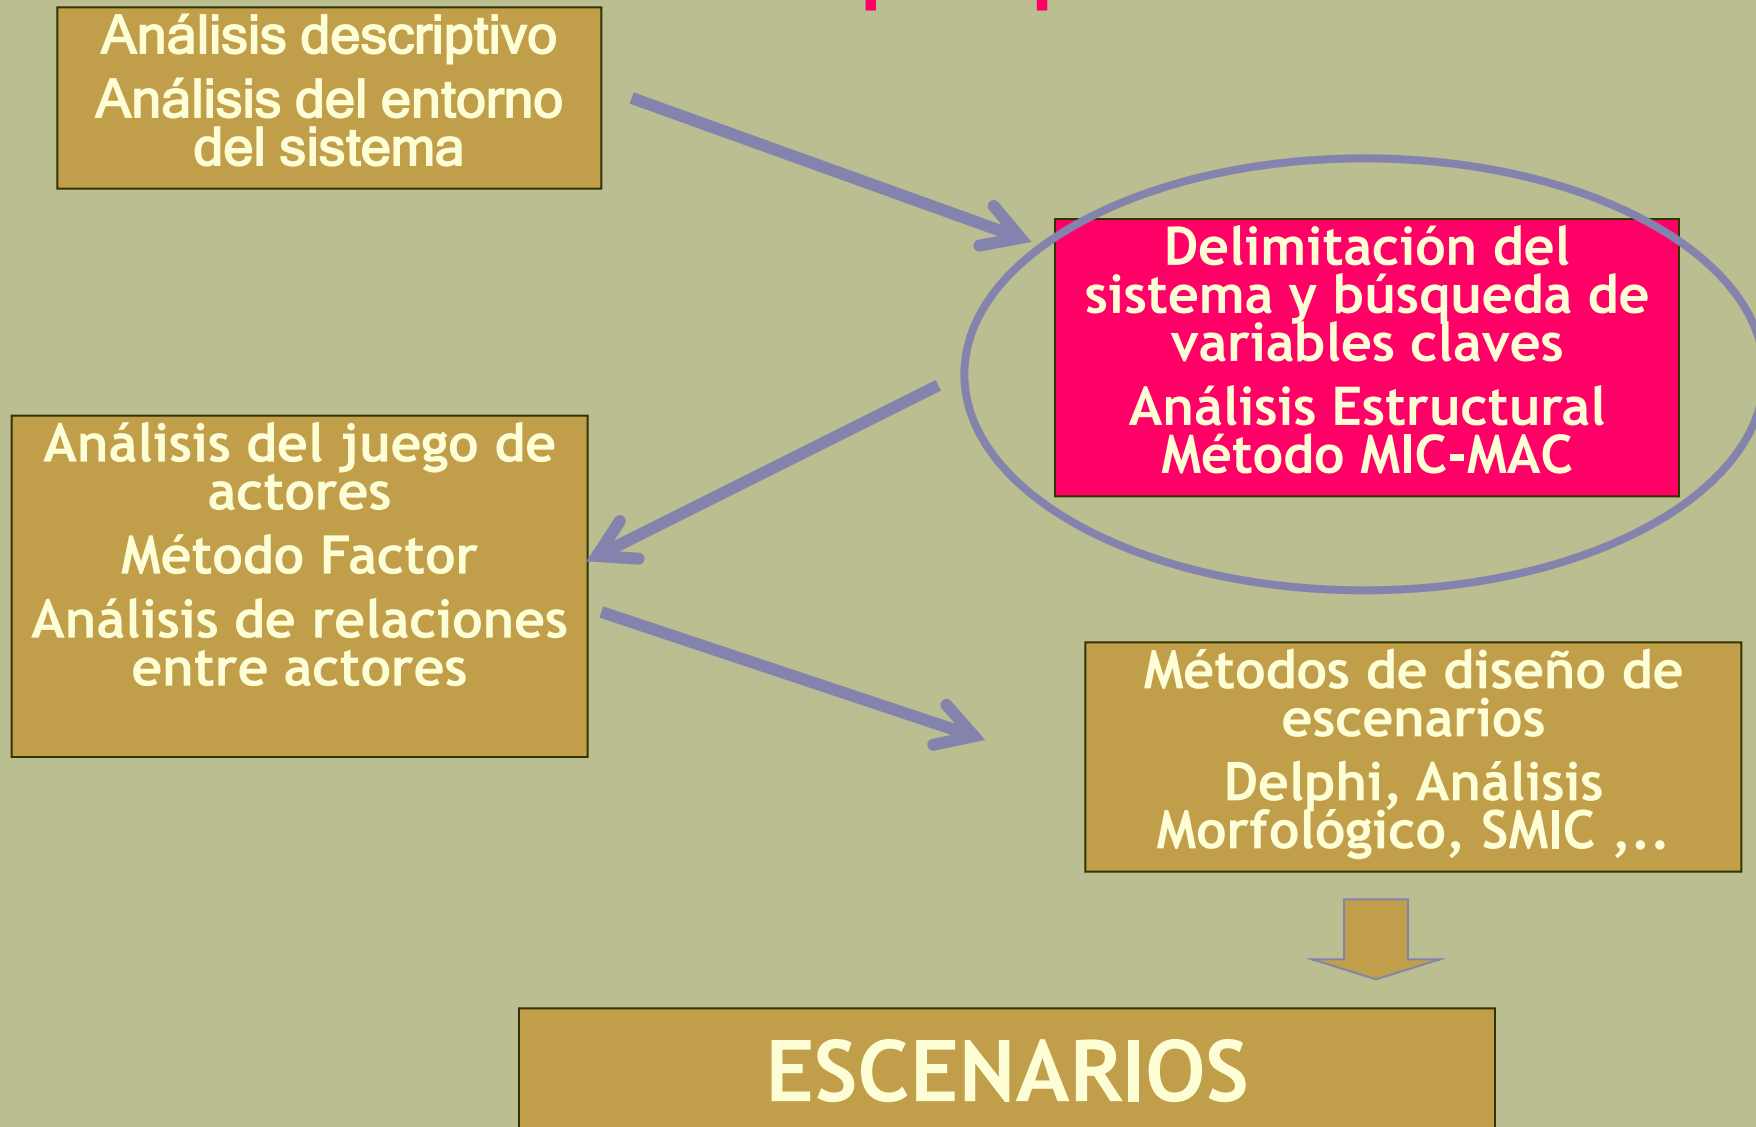 Análisis descriptivo
Análisis del entorno
del sistema
Delimitación del
sistema y búsqueda de
variables claves
Análisis Estructural
Método MIC-MAC
Análisis del juego de
actores
Método Factor
Análisis de relaciones
entre actores
Métodos de diseño de
escenarios
Delphi, Análisis
Morfológico, SMIC ,..
ESCENARIOS